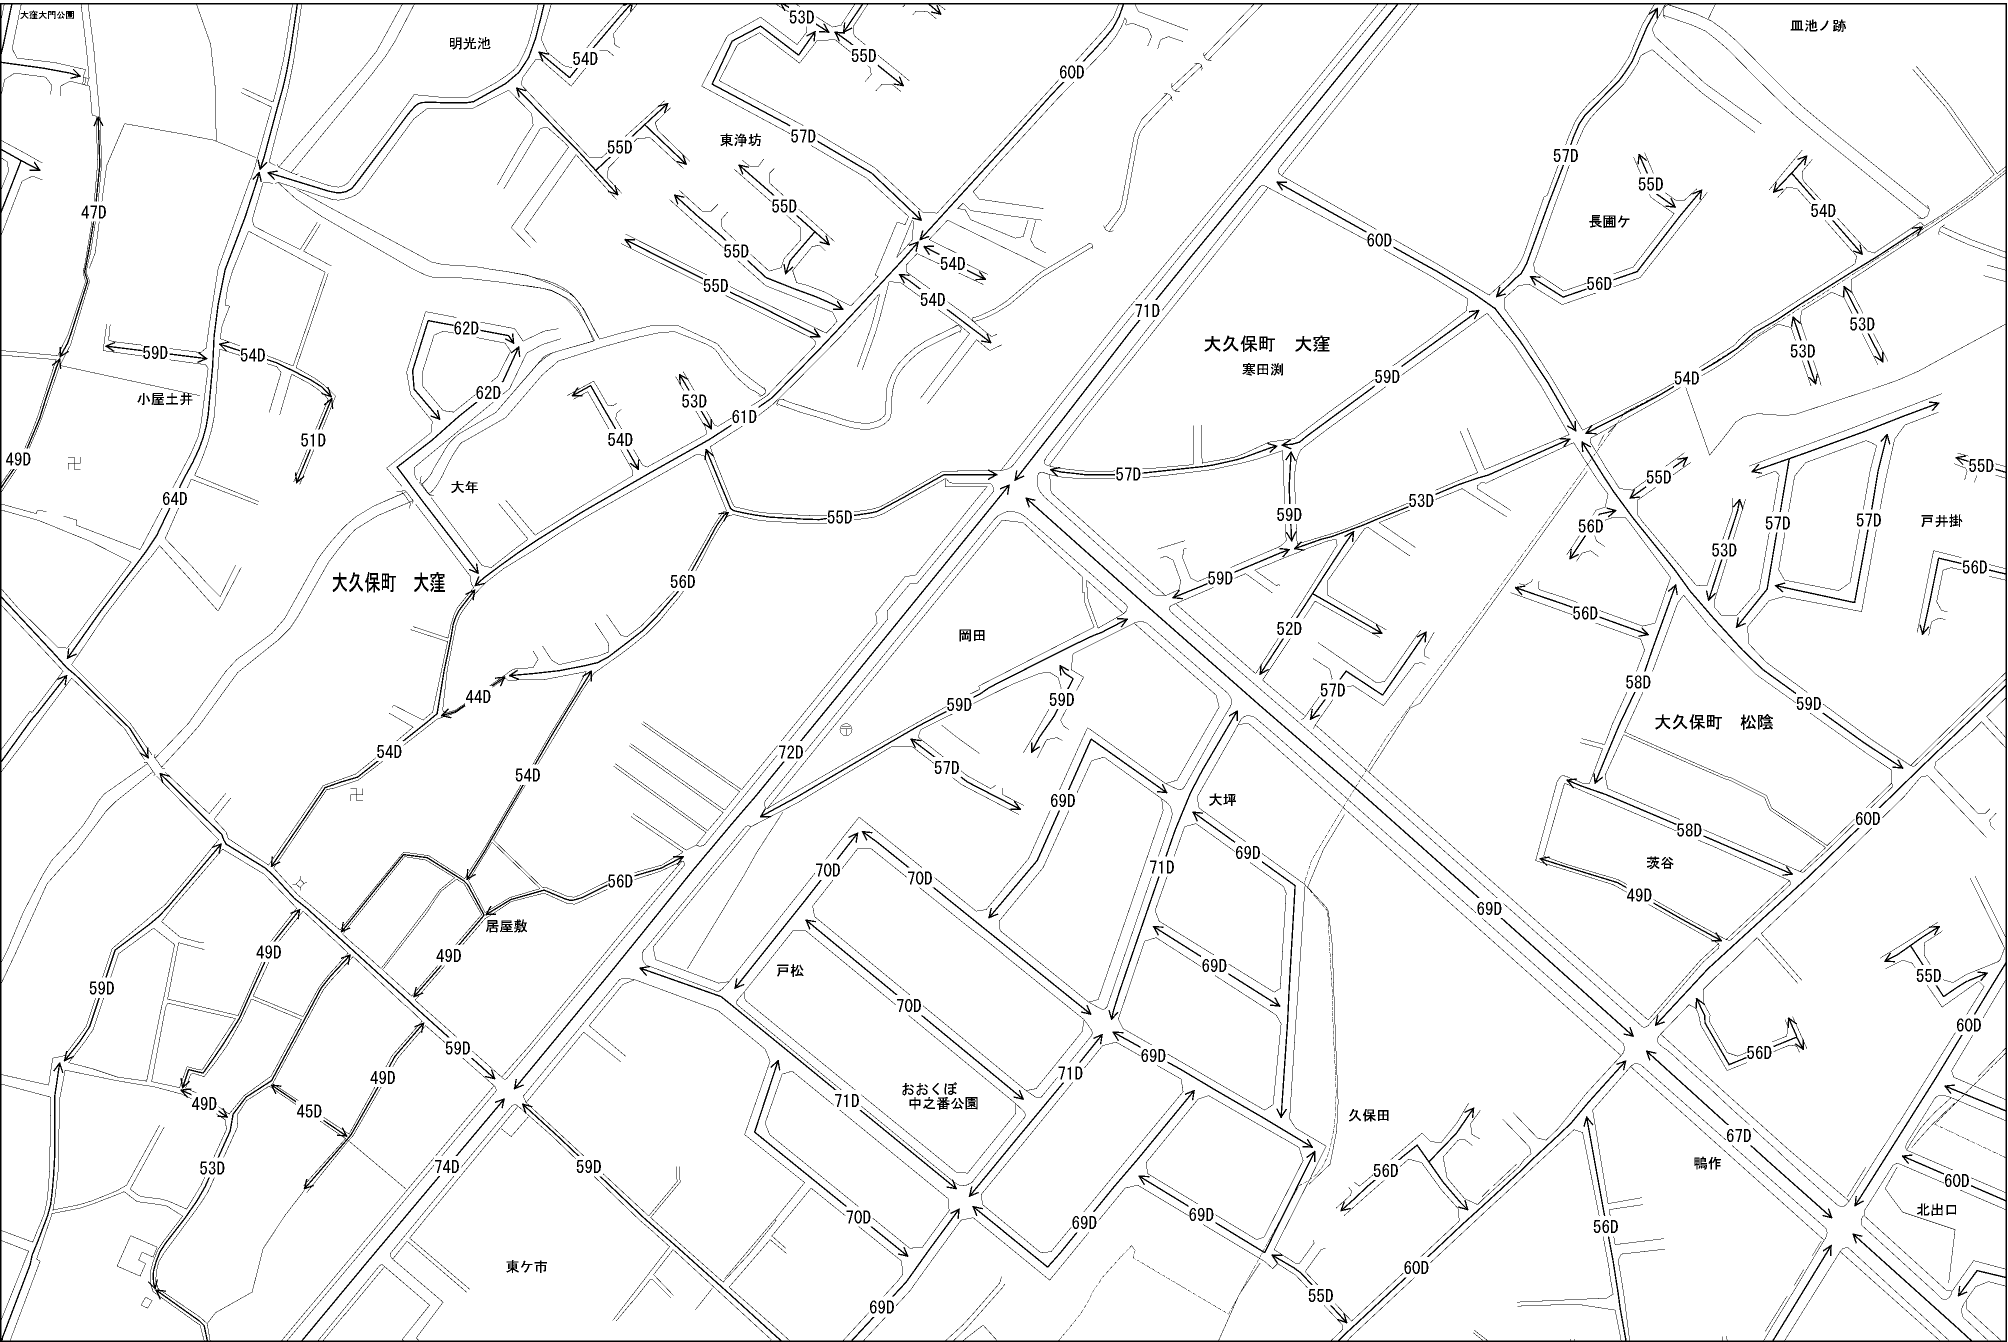 大窪大門公園
53D
皿池ノ跡
明光池
54D
55D
60D
東浄坊
57D
55D
57D
55D
47D
55D
54D
長圃ケ
60D
55D
54D
55D
56D
54D
71D
62D
53D
59D
54D
大久保町　大窪
53D
寒田渕
59D
54D
62D
小屋土井
53D
61D
51D
54D
49D
卍
57D
55D
55D
大年
64D
53D
55D
59D
57D
57D
戸井掛
56D
53D
大久保町　大窪
56D
59D
56D
56D
52D
岡田
44D
58D
57D
59D
59D
59D
大久保町　松陰
54D
72D
57D
54D
卍
69D
大坪
60D
58D
69D
茨谷
70D
70D
71D
56D
49D
69D
居屋敷
49D
49D
69D
戸松
55D
59D
70D
60D
59D
69D
56D
71D
49D
おおくぼ
中之番公園
71D
49D
45D
久保田
67D
53D
74D
59D
56D
鴨作
60D
北出口
70D
69D
69D
56D
東ケ市
60D
69D
55D